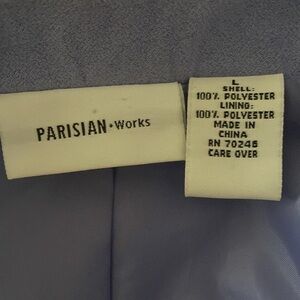 PARISIAN • Works
L
SHELL:
100% POLYESTER
LINING:
100% POLYESTER
MADE IN
CHINA
RN 70246
CARE OVER